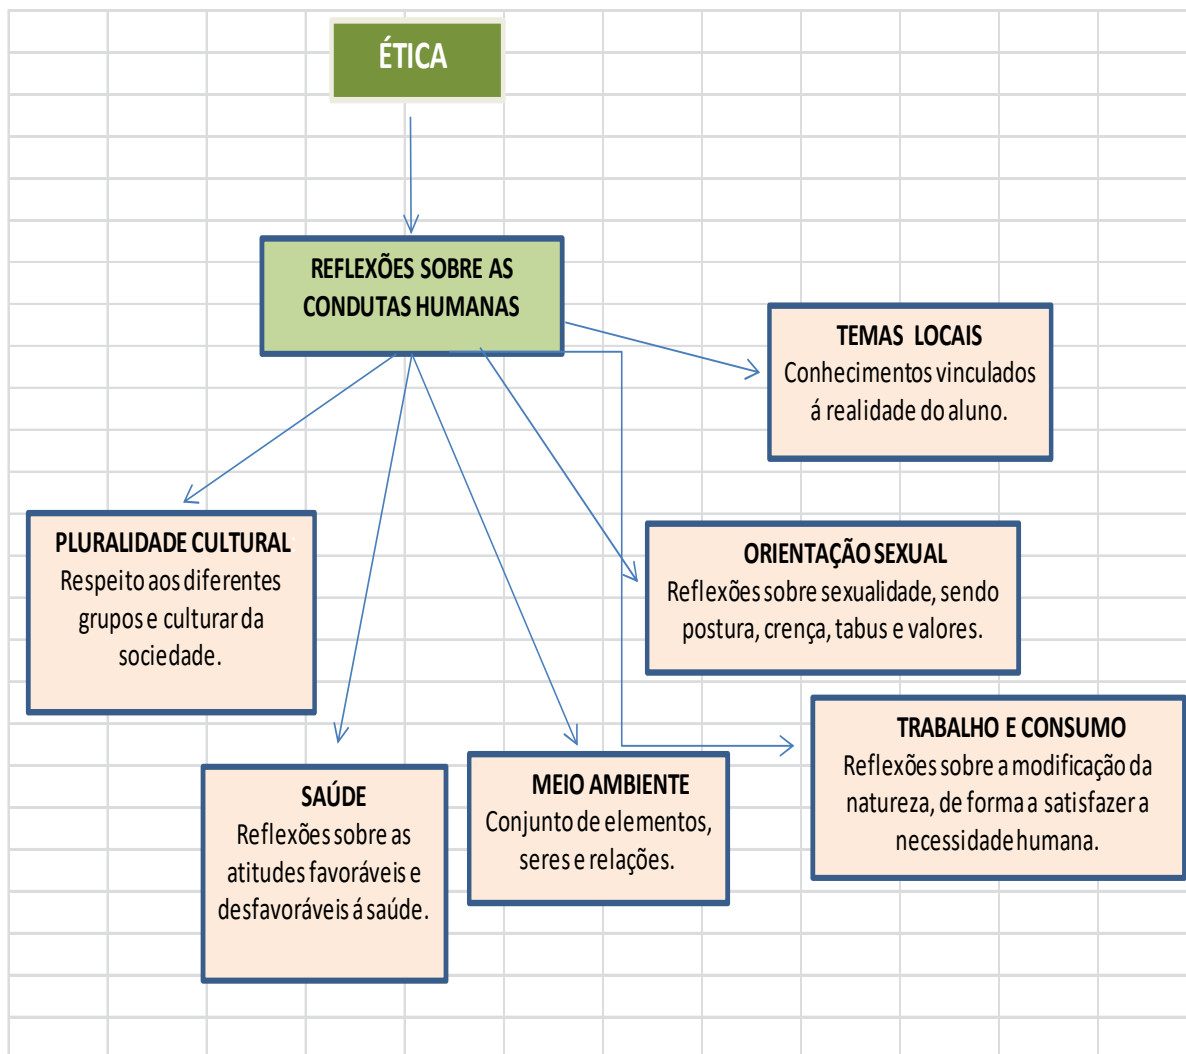 ÉTICA
REFLEXÕES SOBRE AS
CONDUTAS HUMANAS
TEMAS LOCAIS
Conhecimentos vinculados
á realidade do aluno.
PLURALIDADE CULTURAL
Respeito aos diferentes
grupos e culturar da
sociedade.
ORIENTAÇÃO SEXUAL
Reflexões sobre sexualidade, sendo
postura, crença, tabus e valores.
SAÚDE
Reflexões sobre as
atitudes favoráveis e
desfavoráveis á saúde.
MEIO AMBIENTE
Conjunto de elementos,
seres e relações.
TRABALHO E CONSUMO
Reflexões sobre a modificação da
natureza, de forma a satisfazer a
necessidade humana.